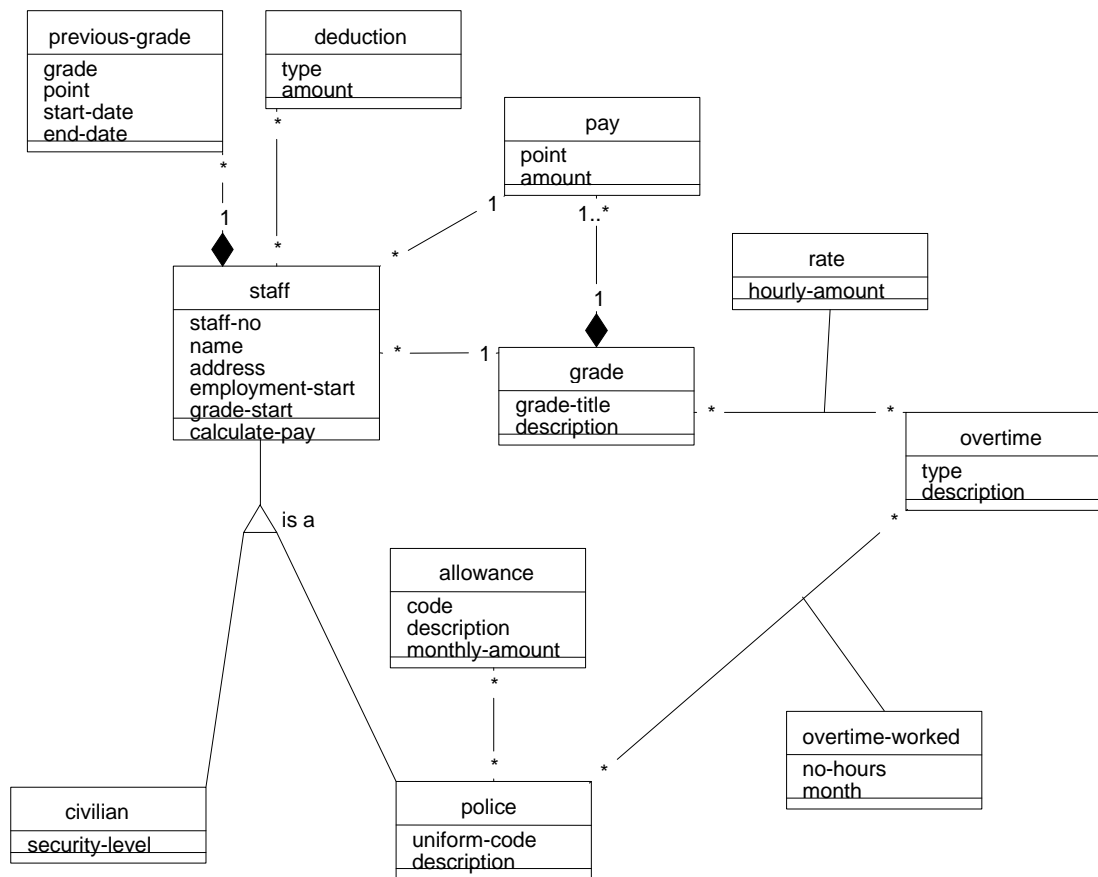 previous-grade
grade
point
start-date
end-date
*
1
deduction
type
amount
*
*
pay
point
amount
1
*
1..*
1
rate
hourly-amount
staff
staff-no
name
address
employment-start
grade-start
calculate-pay
*
1
grade
grade-title
description
*
*
overtime
type
description
*
is a
allowance
code
description
monthly-amount
*
*
*
overtime-worked
no-hours
month
civilian
security-level
police
uniform-code
description